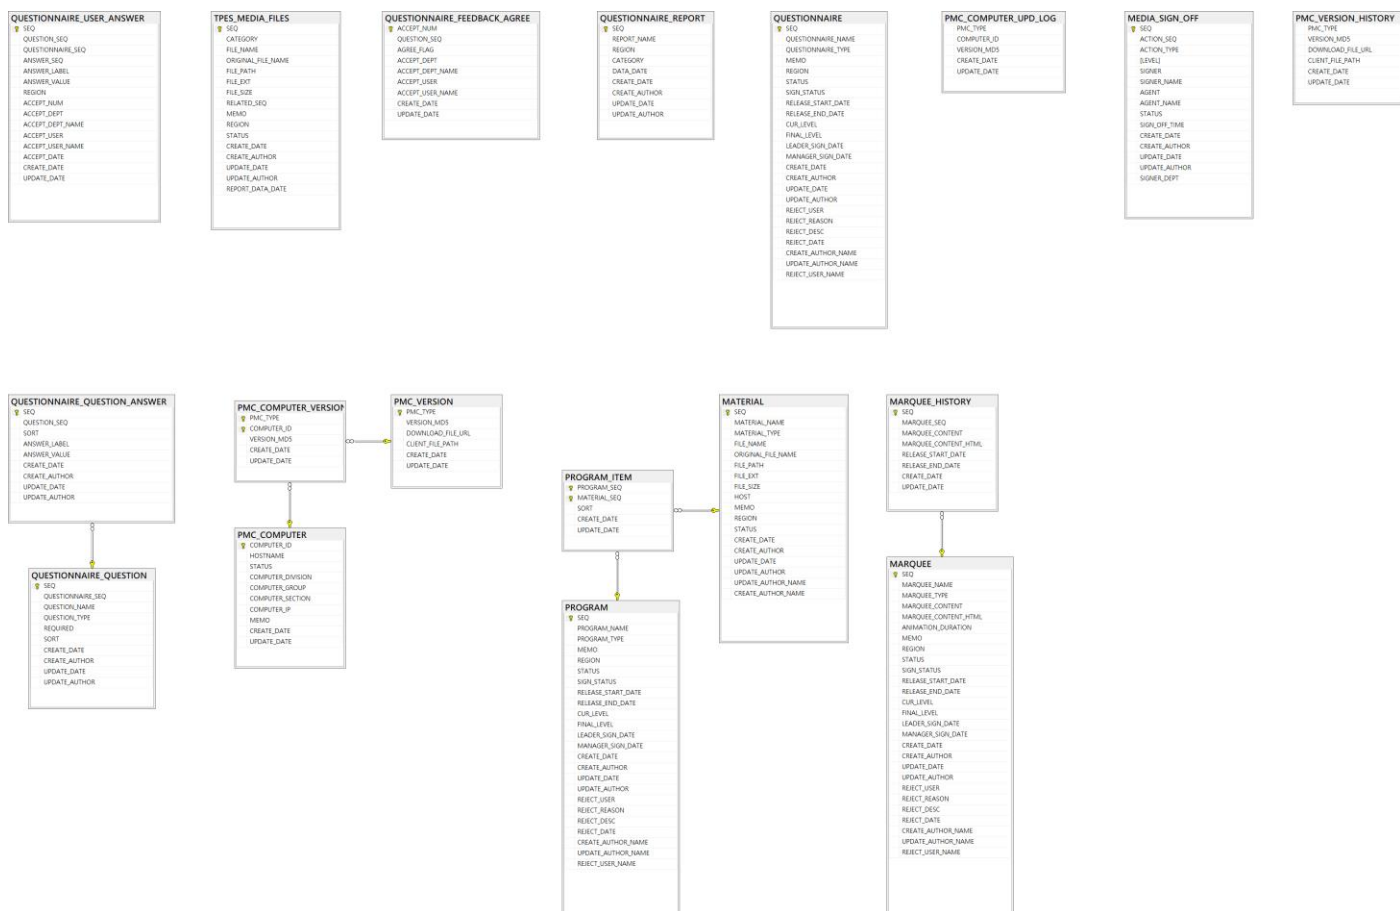 QUESTIONNAIRE_USER_ANSWER
SEQ
QUESTION_SEQ
QUESTIONNAIRE_SEQ
ANSWER_SEQ
ANSWER_LABEL
ANSWER_VALUE
REGION
ACCEPT_NUM
ACCEPT_DEPT
ACCEPT_DEPT_NAME
ACCEPT_USER
ACCEPT_USER_NAME
ACCEPT_DATE
CREATE_DATE
UPDATE_DATE
TPES_MEDIA_FILES
SEQ
CATEGORY
FILE_NAME
ORIGINAL_FILE_NAME
FILE_PATH
FILE_EXT
FILE_SIZE
RELATED_SEQ
MEMO
REGION
STATUS
CREATE_DATE
CREATE_AUTHOR
UPDATE_DATE
UPDATE_AUTHOR
REPORT_DATA_DATE
QUESTIONNAIRE_FEEDBACK_AGREE
ACCEPT_NUM
QUESTION_SEQ
AGREE_FLAG
ACCEPT_DEPT
ACCEPT_DEPT_NAME
ACCEPT_USER
ACCEPT_USER_NAME
CREATE_DATE
UPDATE_DATE
QUESTIONNAIRE_REPORT
SEQ
REPORT_NAME
REGION
CATEGORY
DATA_DATE
CREATE_DATE
CREATE_AUTHOR
UPDATE_DATE
UPDATE_AUTHOR
QUESTIONNAIRE
SEQ
QUESTIONNAIRE_NAME
QUESTIONNAIRE_TYPE
MEMO
REGION
STATUS
SIGN_STATUS
RELEASE_START_DATE
RELEASE_END_DATE
CUR_LEVEL
FINAL_LEVEL
LEADER_SIGN_DATE
MANAGER_SIGN_DATE
CREATE_DATE
CREATE_AUTHOR
UPDATE_DATE
UPDATE_AUTHOR
REJECT_USER
REJECT_REASON
REJECT_DESC
REJECT_DATE
CREATE_AUTHOR_NAME
UPDATE_AUTHOR_NAME
REJECT_USER_NAME
PMC_COMPUTER_UPD_LOG
PMC_TYPE
COMPUTER_ID
VERSION_MD5
CREATE_DATE
UPDATE_DATE
MEDIA_SIGN_OFF
SEQ
ACTION_SEQ
ACTION_TYPE
[LEVEL]
SIGNER
SIGNER_NAME
AGENT
AGENT_NAME
STATUS
SIGN_OFF_TIME
CREATE_DATE
CREATE_AUTHOR
UPDATE_DATE
UPDATE_AUTHOR
SIGNER_DEPT
PMC_VERSION_HISTORY
PMC_TYPE
VERSION_MD5
DOWNLOAD_FILE_URL
CLIENT_FILE_PATH
CREATE_DATE
UPDATE_DATE
QUESTIONNAIRE_QUESTION_ANSWER
SEQ
QUESTION_SEQ
SORT
ANSWER_LABEL
ANSWER_VALUE
CREATE_DATE
CREATE_AUTHOR
UPDATE_DATE
UPDATE_AUTHOR
QUESTIONNAIRE_QUESTION
SEQ
QUESTIONNAIRE_SEQ
QUESTION_NAME
QUESTION_TYPE
REQUIRED
SORT
CREATE_DATE
CREATE_AUTHOR
UPDATE_DATE
UPDATE_AUTHOR
PMC_COMPUTER_VERSION
PMC_TYPE
COMPUTER_ID
VERSION_MD5
CREATE_DATE
UPDATE_DATE
PMC_VERSION
PMC_TYPE
VERSION_MD5
DOWNLOAD_FILE_URL
CLIENT_FILE_PATH
CREATE_DATE
UPDATE_DATE
PMC_COMPUTER
COMPUTER_ID
HOSTNAME
STATUS
COMPUTER_DIVISION
COMPUTER_GROUP
COMPUTER_SECTION
COMPUTER_IP
MEMO
CREATE_DATE
UPDATE_DATE
PROGRAM_ITEM
PROGRAM_SEQ
MATERIAL_SEQ
SORT
CREATE_DATE
UPDATE_DATE
PROGRAM
SEQ
PROGRAM_NAME
PROGRAM_TYPE
MEMO
REGION
STATUS
SIGN_STATUS
RELEASE_START_DATE
RELEASE_END_DATE
CUR_LEVEL
FINAL_LEVEL
LEADER_SIGN_DATE
MANAGER_SIGN_DATE
CREATE_DATE
CREATE_AUTHOR
UPDATE_DATE
UPDATE_AUTHOR
REJECT_USER
REJECT_REASON
REJECT_DESC
REJECT_DATE
CREATE_AUTHOR_NAME
UPDATE_AUTHOR_NAME
REJECT_USER_NAME
MATERIAL
SEQ
MATERIAL_NAME
MATERIAL_TYPE
FILE_NAME
ORIGINAL_FILE_NAME
FILE_PATH
FILE_EXT
FILE_SIZE
HOST
MEMO
REGION
STATUS
CREATE_DATE
CREATE_AUTHOR
UPDATE_DATE
UPDATE_AUTHOR
UPDATE_AUTHOR_NAME
CREATE_AUTHOR_NAME
MARQUEE_HISTORY
SEQ
MARQUEE_SEQ
MARQUEE_CONTENT
MARQUEE_CONTENT_HTML
RELEASE_START_DATE
RELEASE_END_DATE
CREATE_DATE
UPDATE_DATE
MARQUEE
SEQ
MARQUEE_NAME
MARQUEE_TYPE
MARQUEE_CONTENT
MARQUEE_CONTENT_HTML
ANIMATION_DURATION
MEMO
REGION
STATUS
SIGN_STATUS
RELEASE_START_DATE
RELEASE_END_DATE
CUR_LEVEL
FINAL_LEVEL
LEADER_SIGN_DATE
MANAGER_SIGN_DATE
CREATE_DATE
CREATE_AUTHOR
UPDATE_DATE
UPDATE_AUTHOR
REJECT_USER
REJECT_REASON
REJECT_DESC
REJECT_DATE
CREATE_AUTHOR_NAME
UPDATE_AUTHOR_NAME
REJECT_USER_NAME